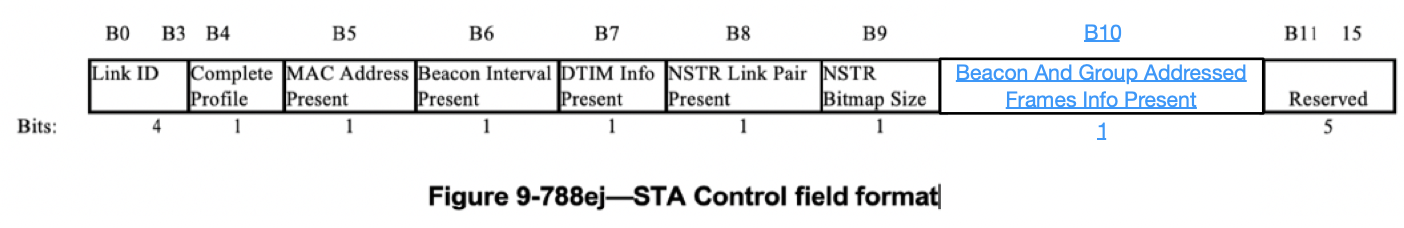 B0 B3 B4 B5 B6 B7 B8 B9 B10 B11 15
Link ID Complete MAC Address Beacon Interval DTIM Info NSTR Link Pair NSTR Beacon And Group Addressed
Profile Present Present Present Present Bitmap Size Frames Info Present Reserved
Bits: 4 1 1 1 1 1 1 1 5
Figure 9-788ej—STA Control field format